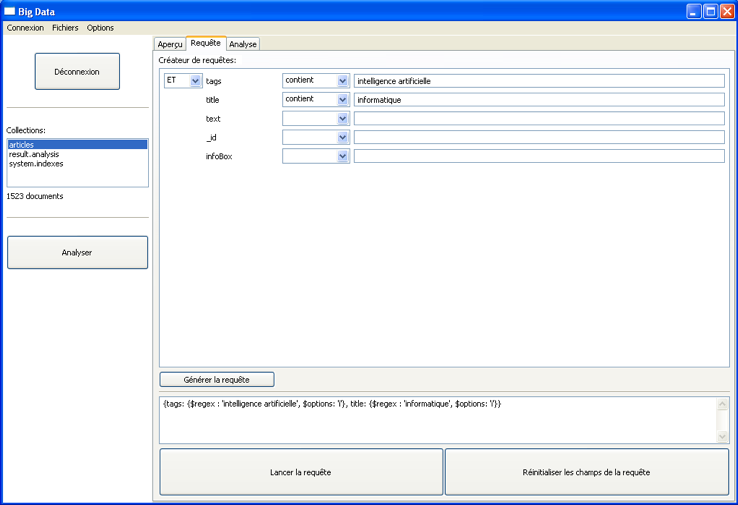 Big Data
Connexion Fichiers Options
Déconnexion
Collections:
articles
result.analysis
system.indexes
1523 documents
Analyser
Aperçu Requête Analyse
Créateur de requêtes:
ET tags contient intelligence artificielle
title contient informatique
text
_id
infoBox
Générer la requête
{tags: {$regex : 'intelligence artificielle', $options: 'i'}, title: {$regex : 'informatique', $options: 'i'}}
Lancer la requête Réinitialiser les champs de la requête